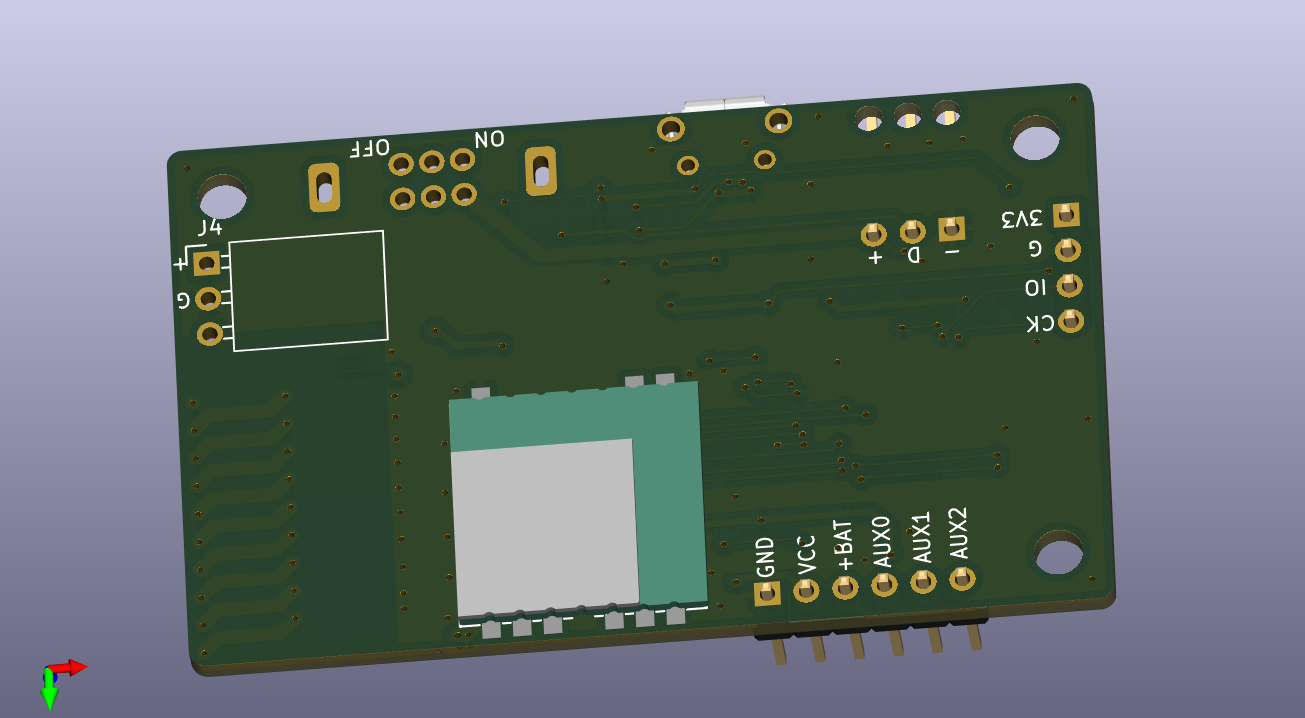 OFF
ON
J4
+
G
+
D
−
3V3
G
IO
CK
GND
VCC
+BAT
AUX0
AUX1
AUX2